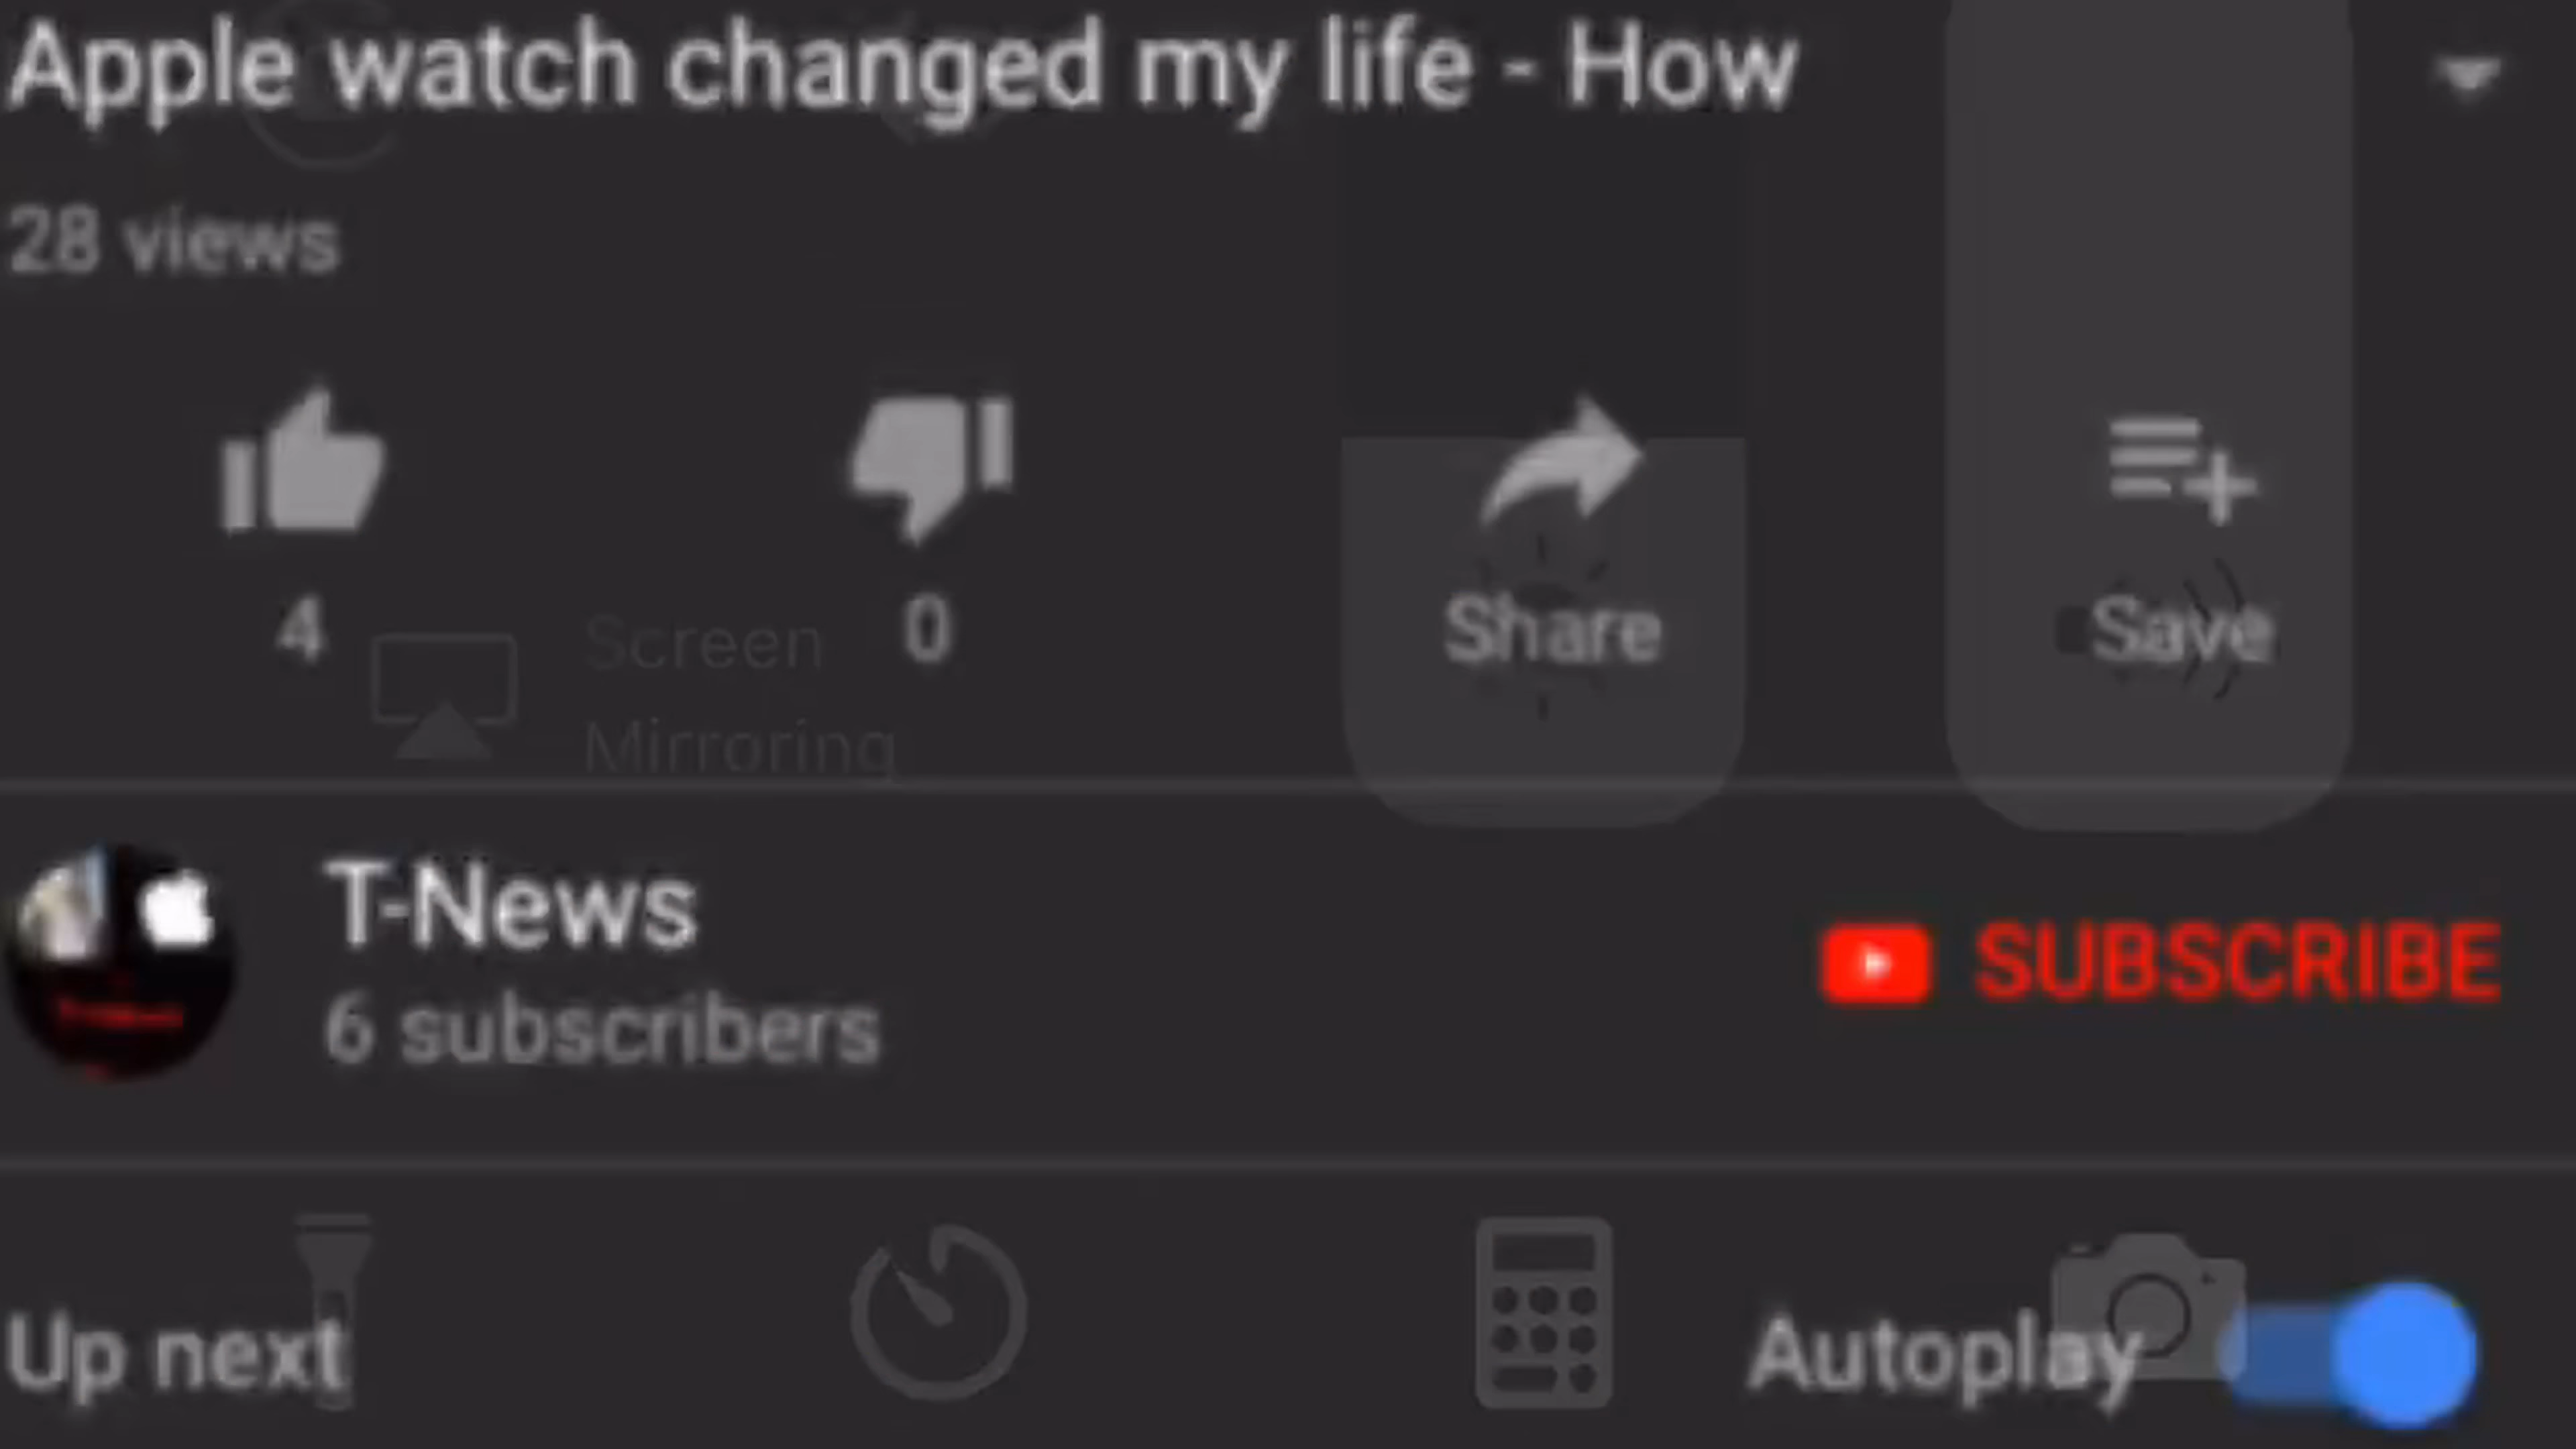 Apple watch changed my life - How
28 views
4
0
Share
Save
Screen
Mirroring
T-News
6 subscribers
SUBSCRIBE
Up next
Autoplay